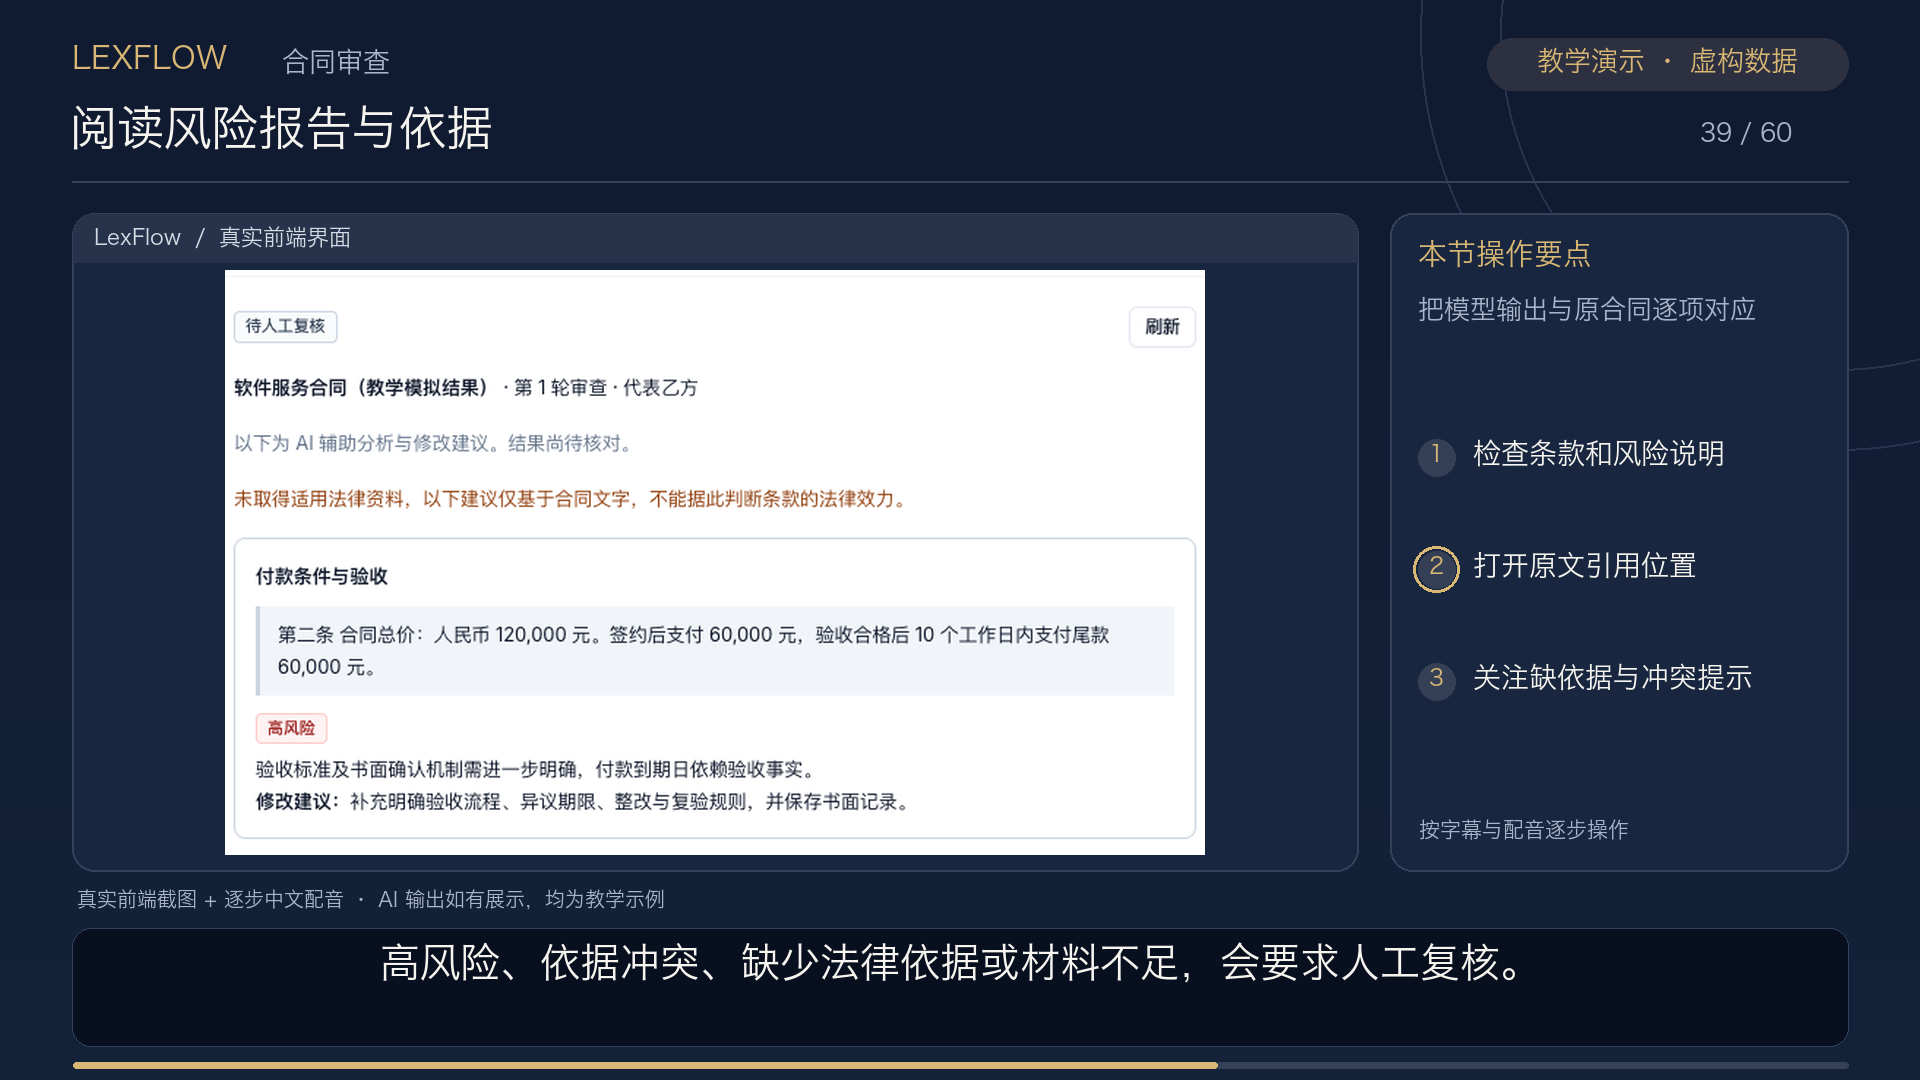 LEXFLOW 合同审查
教学演示 · 虚构数据
阅读风险报告与依据
39 / 60
LexFlow / 真实前端界面
待人工复核
刷新
软件服务合同（教学模拟结果） · 第 1 轮审查 · 代表乙方
以下为 AI 辅助分析与修改建议。结果尚待核对。
未取得适用法律资料，以下建议仅基于合同文字，不能据此判断条款的法律效力。
付款条件与验收
第二条 合同总价：人民币 120,000 元。签约后支付 60,000 元，验收合格后 10 个工作日内支付尾款
60,000 元。
高风险
验收标准及书面确认机制需进一步明确，付款到期日依赖验收事实。
修改建议：补充明确验收流程、异议期限、整改与复验规则，并保存书面记录。
本节操作要点
把模型输出与原合同逐项对应
1 检查条款和风险说明
2 打开原文引用位置
3 关注缺依据与冲突提示
按字幕与配音逐步操作
真实前端截图 + 逐步中文配音 · AI 输出如有展示，均为教学示例
高风险、依据冲突、缺少法律依据或材料不足，会要求人工复核。